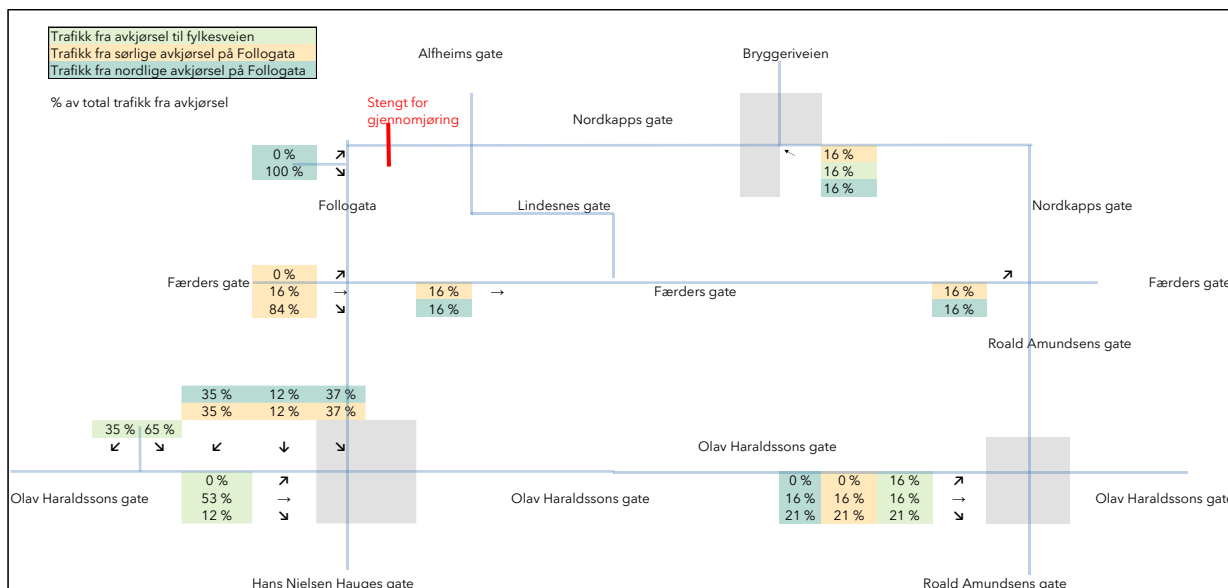 Trafikk fra avkjørsel til fylkesveien
Trafikk fra sørlige avkjørsel på Follogata
Trafikk fra nordlige avkjørsel på Follogata
% av total trafikk fra avkjørsel
Alfheims gate
Bryggeriveien
Stengt for
gjennomjøring
Nordkapps gate
0 % ↗
100 % ↘
16 %
16 %
16 %
Follogata
Lindesnes gate
Nordkapps gate
Færders gate
0 % ↗
16 % →
84 % ↘
16 % →
16 %
Færders gate
↗
16 %
16 %
Færders gate
Roald Amundsens gate
35 % 12 % 37 %
35 % 12 % 37 %
35 % 65 %
↙ ↘ ↙ ↓ ↘
Olav Haraldssons gate
Olav Haraldssons gate
0 % ↗
53 % →
12 % ↘
Olav Haraldssons gate
0 % 0 % 16 % ↗
16 % 16 % 16 % →
21 % 21 % 21 % ↘
Olav Haraldssons gate
Hans Nielsen Hauges gate
Roald Amundsens gate